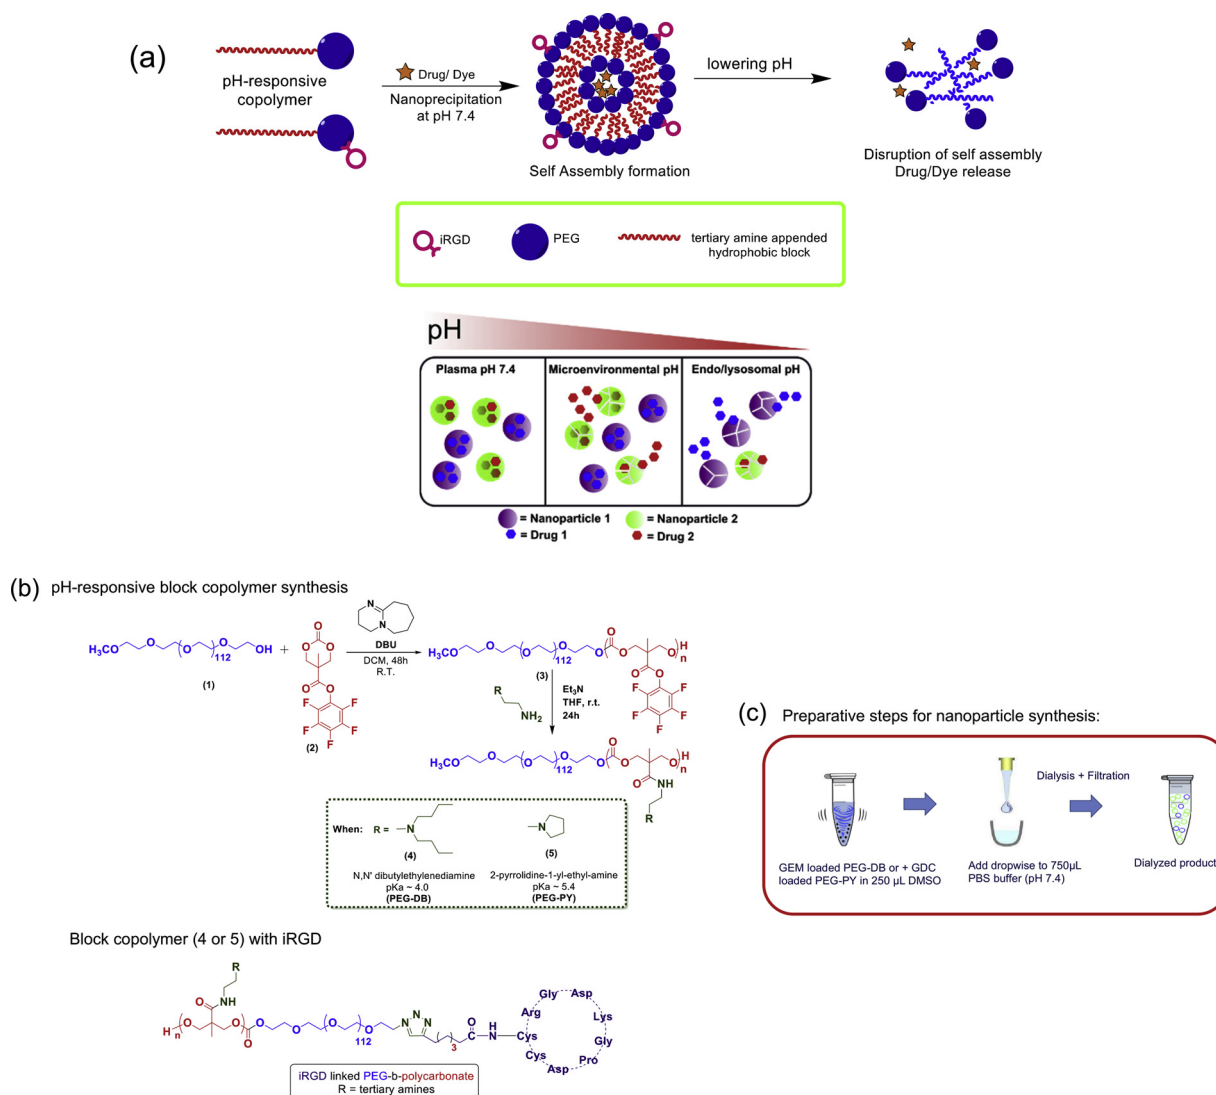 (a)
pH-responsive
copolymer
Drug/ Dye
Nanoprecipitation
at pH 7.4
Self Assembly formation
lowering pH
Disruption of self assembly
Drug/Dye release
iRGD
PEG
tertiary amine appended
hydrophobic block
pH
Plasma pH 7.4
Microenvironmental pH
Endo/lysosomal pH
= Nanoparticle 1
= Nanoparticle 2
= Drug 1
= Drug 2
(b) pH-responsive block copolymer synthesis
H₃CO O O O OH
112
(1)
+
O
O O
O O
F F
F F
F
(2)
N
N
DBU
DCM, 48h
R.T.
H₃CO O O O O O O H
112
n
O O
F F
F F
F
(3)
R
NH₂
Et₃N
THF, r.t.
24h
H₃CO O O O O O O H
112
n
O NH
R
When: R =
N
(4)
N
(5)
N,N' dibutylethylenediamine
pKa ~ 4.0
(PEG-DB)
2-pyrrolidine-1-yl-ethyl-amine
pKa ~ 5.4
(PEG-PY)
(c) Preparative steps for nanoparticle synthesis:
Dialysis + Filtration
GEM loaded PEG-DB or + GDC
loaded PEG-PY in 250 µL DMSO
Add dropwise to 750µL
PBS buffer (pH 7.4)
Dialyzed product
Block copolymer (4 or 5) with iRGD
R
O NH
H O n O O O O O O
112
N N N
3
O
H
N
Cys
Arg
Gly
Asp
Lys
Gly
Pro
Asp
Cys
iRGD linked PEG-b-polycarbonate
R = tertiary amines